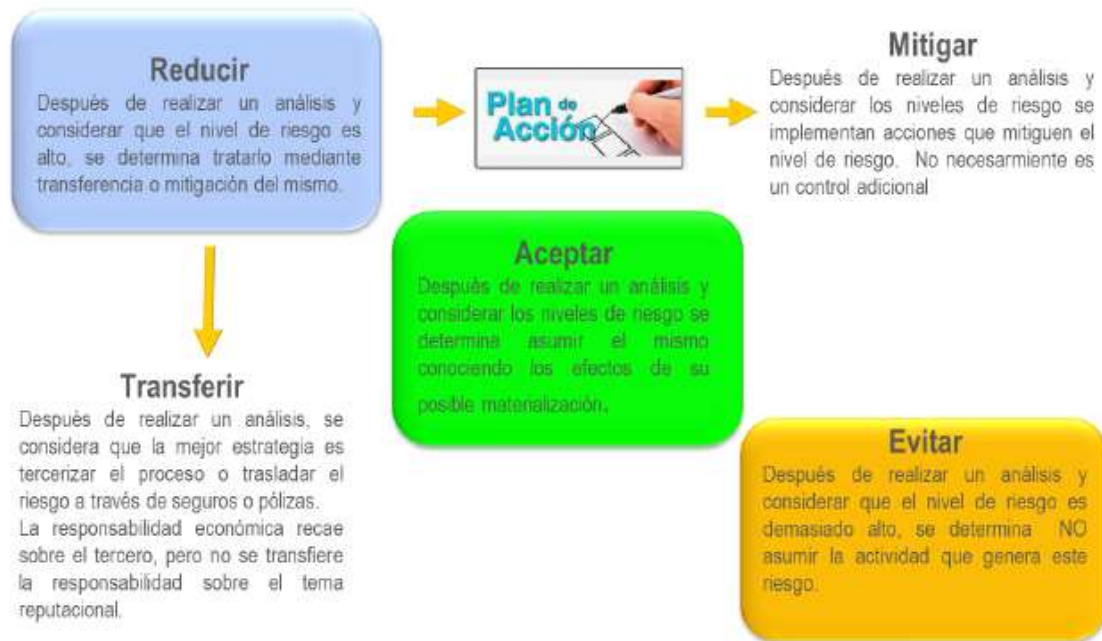 Reducir
Después de realizar un análisis y
considerar que el nivel de riesgo es
alto, se determina tratarlo mediante
transferencia o mitigación del mismo.
Plan de
Acción
Mitigar
Después de realizar un análisis y
considerar los niveles de riesgo se
implementan acciones que mitiguen el
nivel de riesgo. No necesarmiente es
un control adicional
Aceptar
Después de realizar un análisis y
considerar los niveles de riesgo se
determina asumir el mismo
conociendo los efectos de su
posible materialización.
Transferir
Después de realizar un análisis, se
considera que la mejor estrategia es
tercerizar el proceso o trasladar el
riesgo a través de seguros o pólizas.
La responsabilidad económica recae
sobre el tercero, pero no se transfiere
la responsabilidad sobre el tema
reputacional.
Evitar
Después de realizar un análisis y
considerar que el nivel de riesgo es
demasiado alto, se determina NO
asumir la actividad que genera este
riesgo.